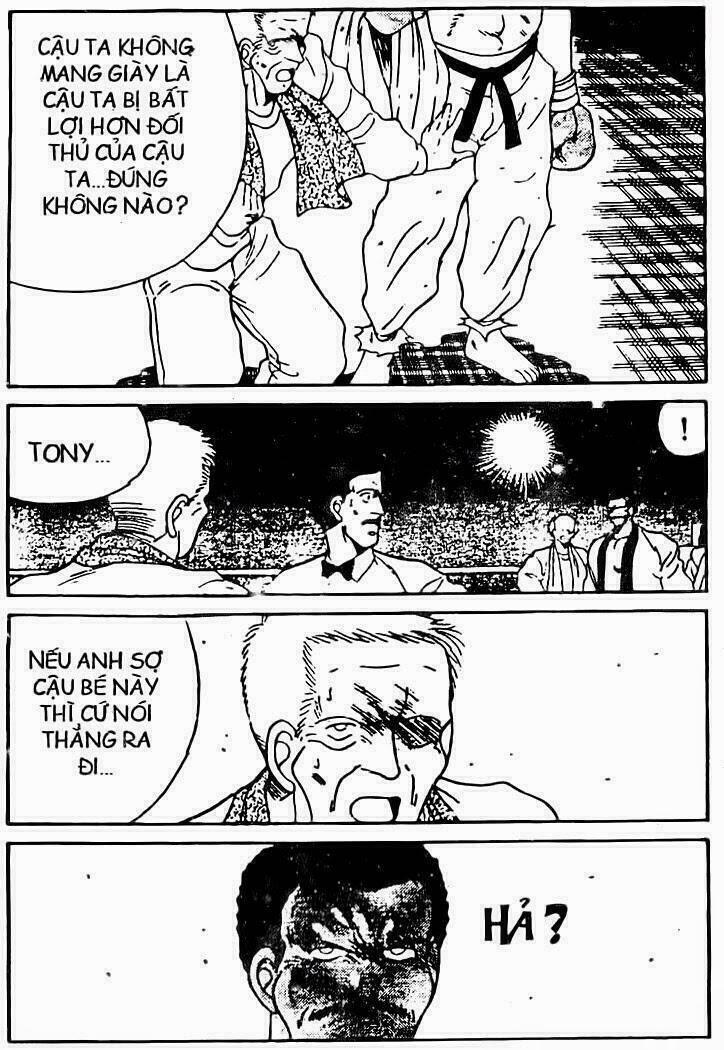 CẬU TA KHÔNG
MANG GIÀY LÀ
CẬU TA BỊ BẤT
LỢI HƠN ĐỐI
THỦ CỦA CẬU
TA...ĐÚNG
KHÔNG NÀO?
!
TONY...
NẾU ANH SỢ
CẬU BÉ NÀY
THÌ CỨ NÓI
THẲNG RA
ĐI...
HẢ?